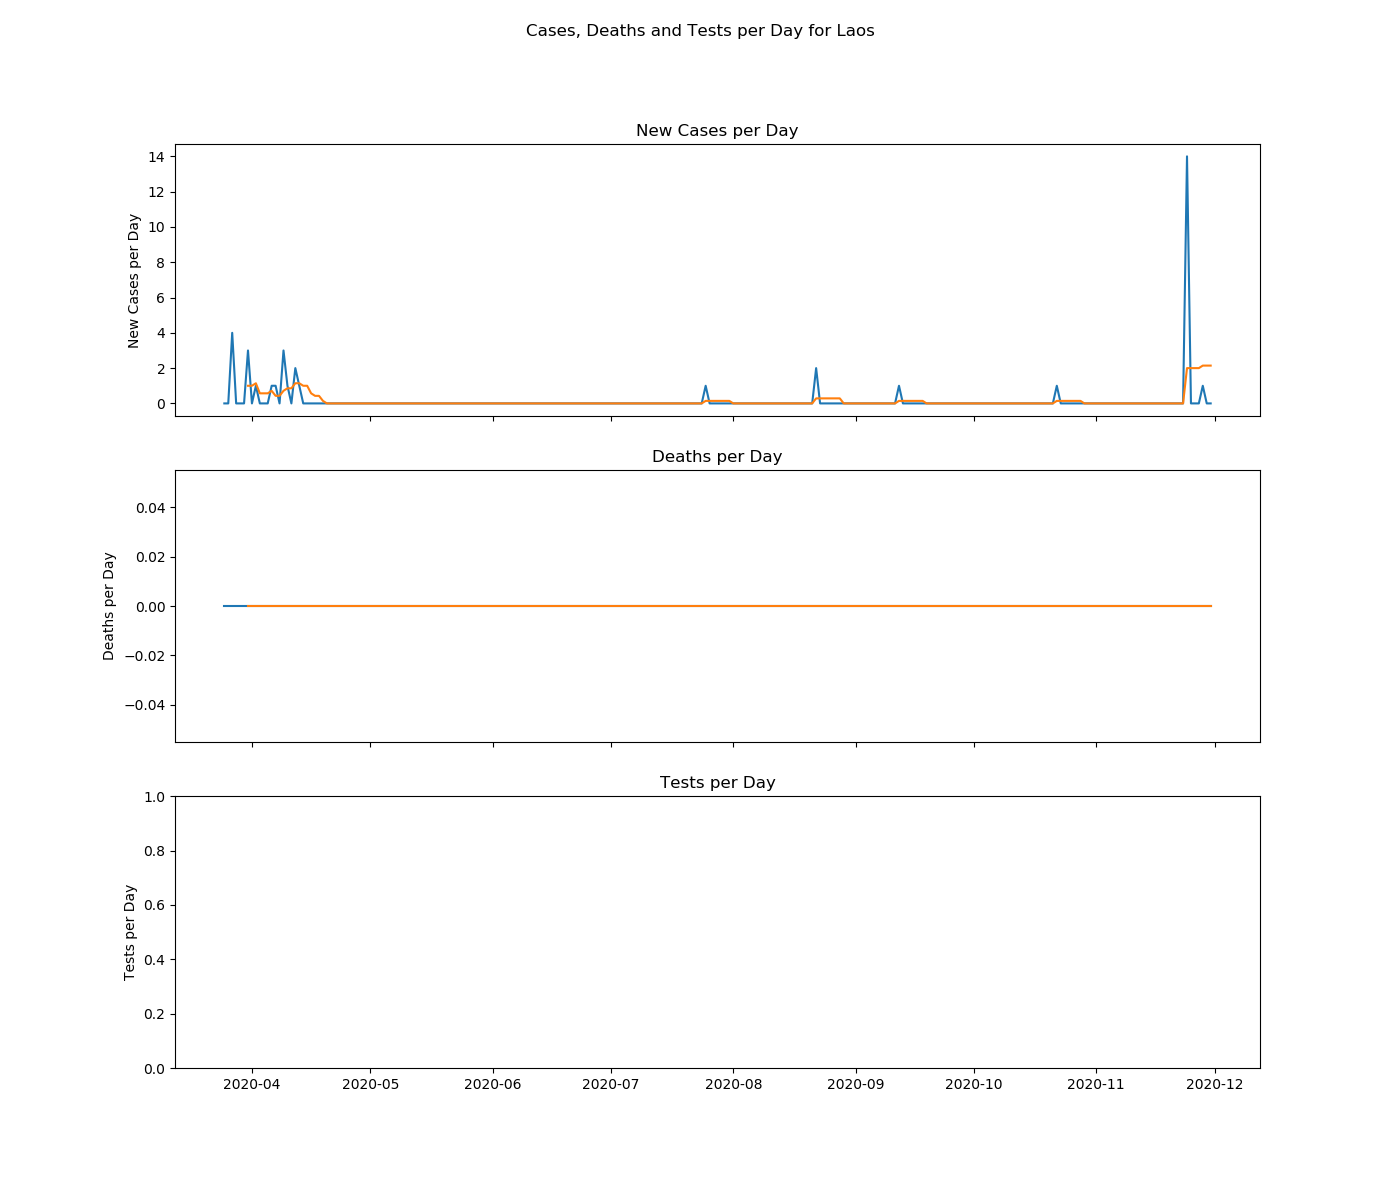 Cases, Deaths and Tests per Day for Laos
New Cases per Day
New Cases per Day
14
12
10
8
6
4
2
0
Deaths per Day
Deaths per Day
0.04
0.02
0.00
−0.02
−0.04
Tests per Day
Tests per Day
1.0
0.8
0.6
0.4
0.2
0.0
2020-04 2020-05 2020-06 2020-07 2020-08 2020-09 2020-10 2020-11 2020-12